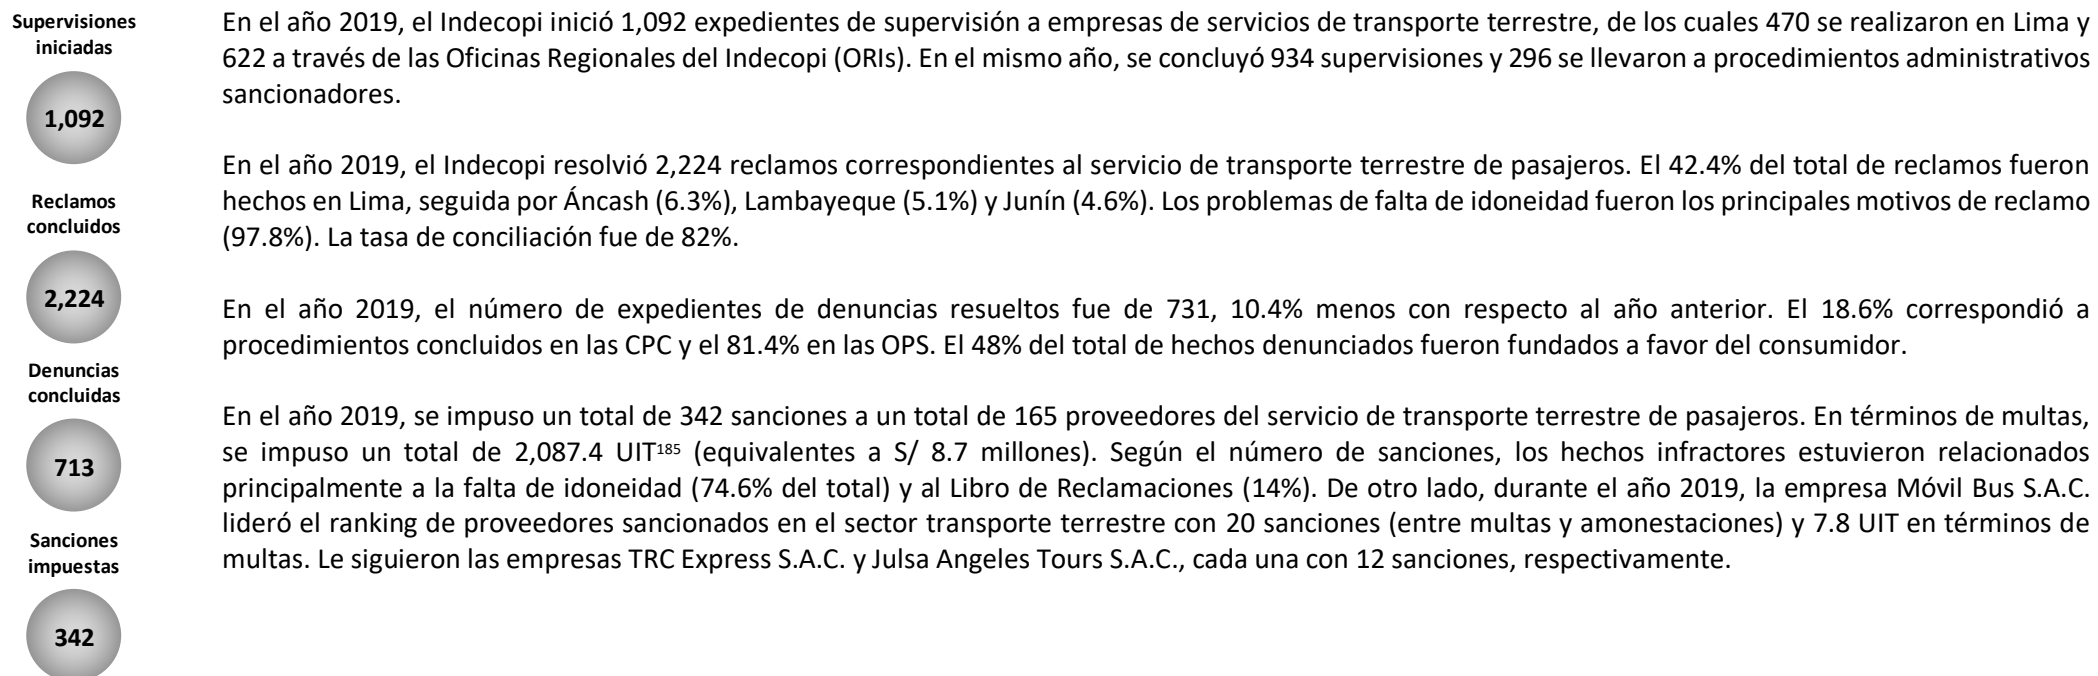 Supervisiones
iniciadas
1,092
Reclamos
concluidos
2,224
Denuncias
concluidas
713
Sanciones
impuestas
342
En el año 2019, el Indecopi inició 1,092 expedientes de supervisión a empresas de servicios de transporte terrestre, de los cuales 470 se realizaron en Lima y
622 a través de las Oficinas Regionales del Indecopi (ORIs). En el mismo año, se concluyó 934 supervisiones y 296 se llevaron a procedimientos administrativos
sancionadores.
En el año 2019, el Indecopi resolvió 2,224 reclamos correspondientes al servicio de transporte terrestre de pasajeros. El 42.4% del total de reclamos fueron
hechos en Lima, seguida por Áncash (6.3%), Lambayeque (5.1%) y Junín (4.6%). Los problemas de falta de idoneidad fueron los principales motivos de reclamo
(97.8%). La tasa de conciliación fue de 82%.
En el año 2019, el número de expedientes de denuncias resueltos fue de 731, 10.4% menos con respecto al año anterior. El 18.6% correspondió a
procedimientos concluidos en las CPC y el 81.4% en las OPS. El 48% del total de hechos denunciados fueron fundados a favor del consumidor.
En el año 2019, se impuso un total de 342 sanciones a un total de 165 proveedores del servicio de transporte terrestre de pasajeros. En términos de multas,
se impuso un total de 2,087.4 UIT185 (equivalentes a S/ 8.7 millones). Según el número de sanciones, los hechos infractores estuvieron relacionados
principalmente a la falta de idoneidad (74.6% del total) y al Libro de Reclamaciones (14%). De otro lado, durante el año 2019, la empresa Móvil Bus S.A.C.
lideró el ranking de proveedores sancionados en el sector transporte terrestre con 20 sanciones (entre multas y amonestaciones) y 7.8 UIT en términos de
multas. Le siguieron las empresas TRC Express S.A.C. y Julsa Angeles Tours S.A.C., cada una con 12 sanciones, respectivamente.